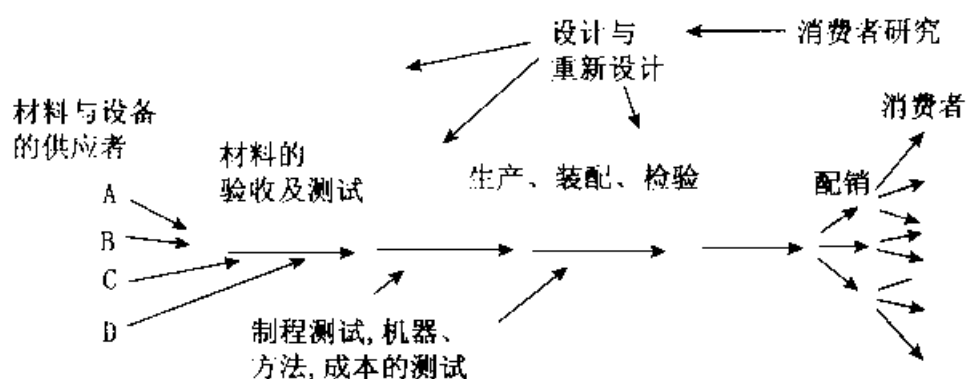 设计与
重新设计
消费者研究
材料与设备
的供应者
消费者
材料的
验收及测试
生产、装配、检验
配销
A
B
C
D
制程测试,机器、
方法,成本的测试